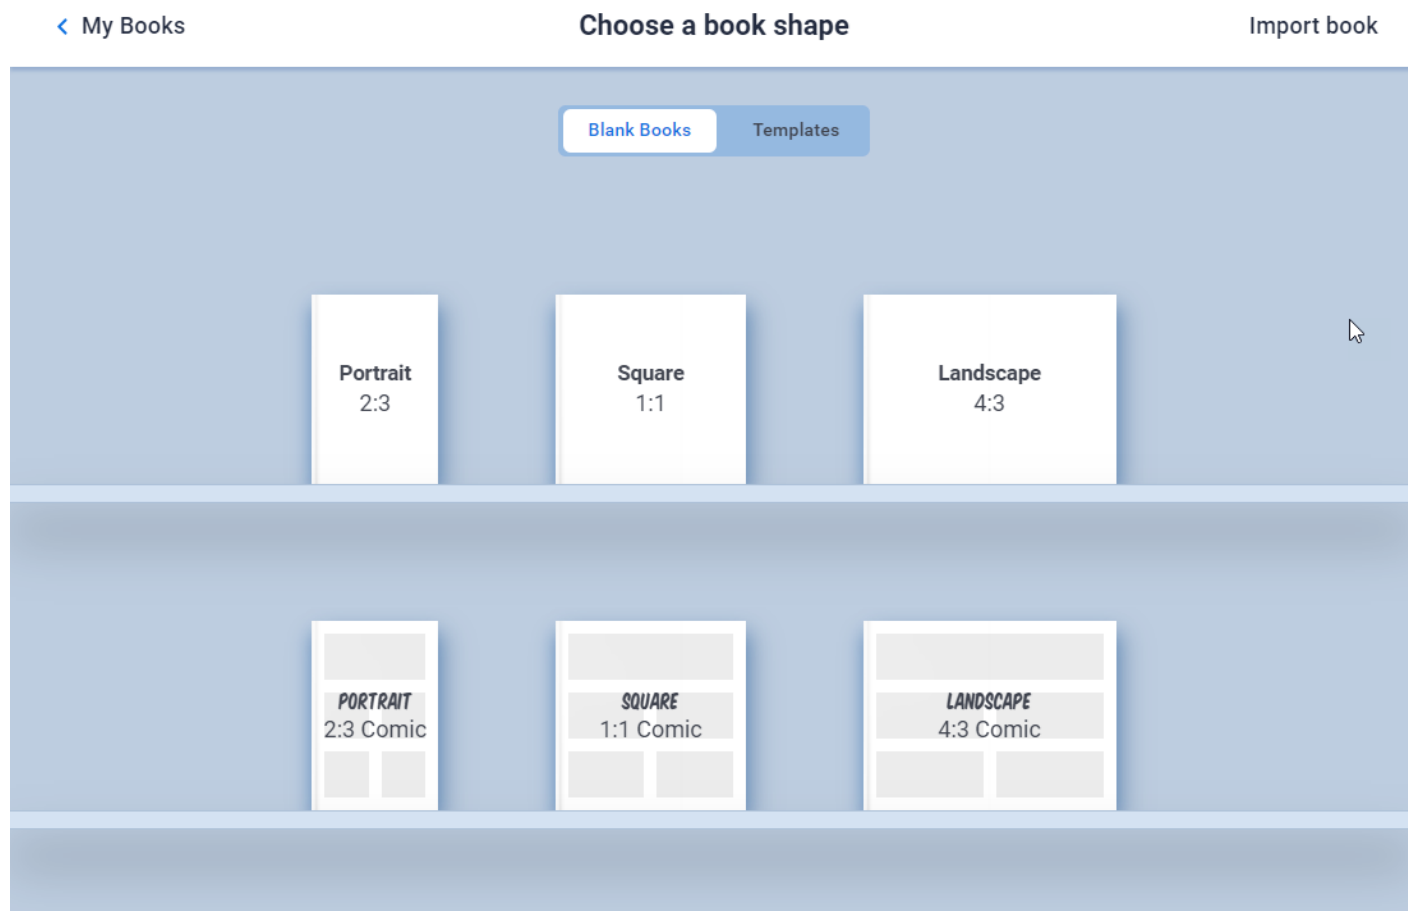 My Books
Choose a book shape
Import book
Blank Books
Templates
Portrait
2:3
Square
1:1
Landscape
4:3
PORTRAIT
2:3 Comic
SQUARE
1:1 Comic
LANDSCAPE
4:3 Comic